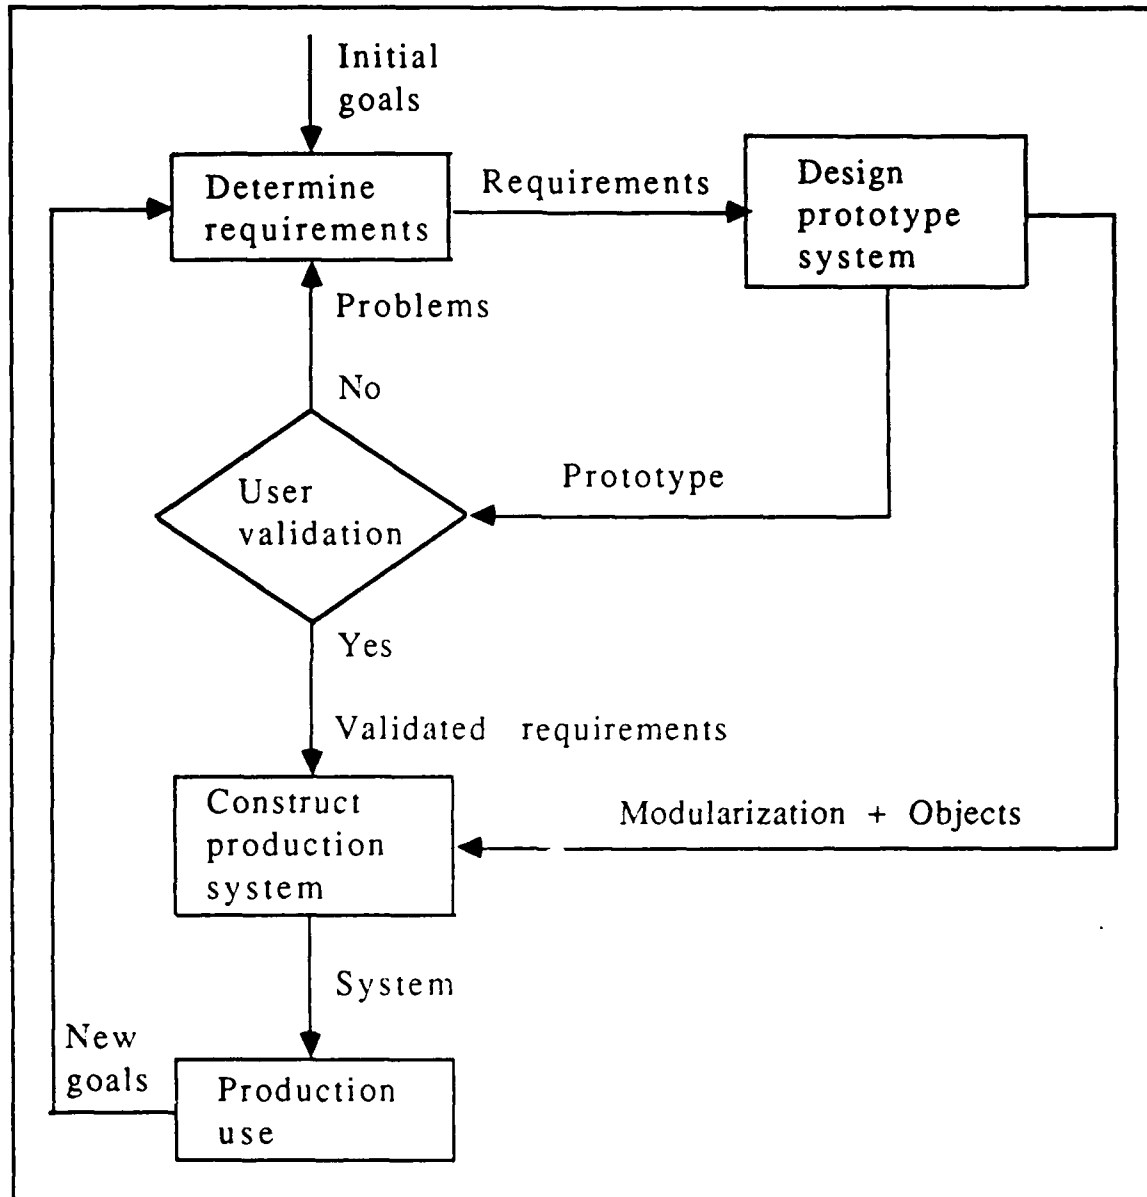 Initial
goals
Determine
requirements
Requirements
Design
prototype
system
Problems
No
User
validation
Prototype
Yes
Validated requirements
Construct
production
system
Modularization + Objects
System
New
goals
Production
use